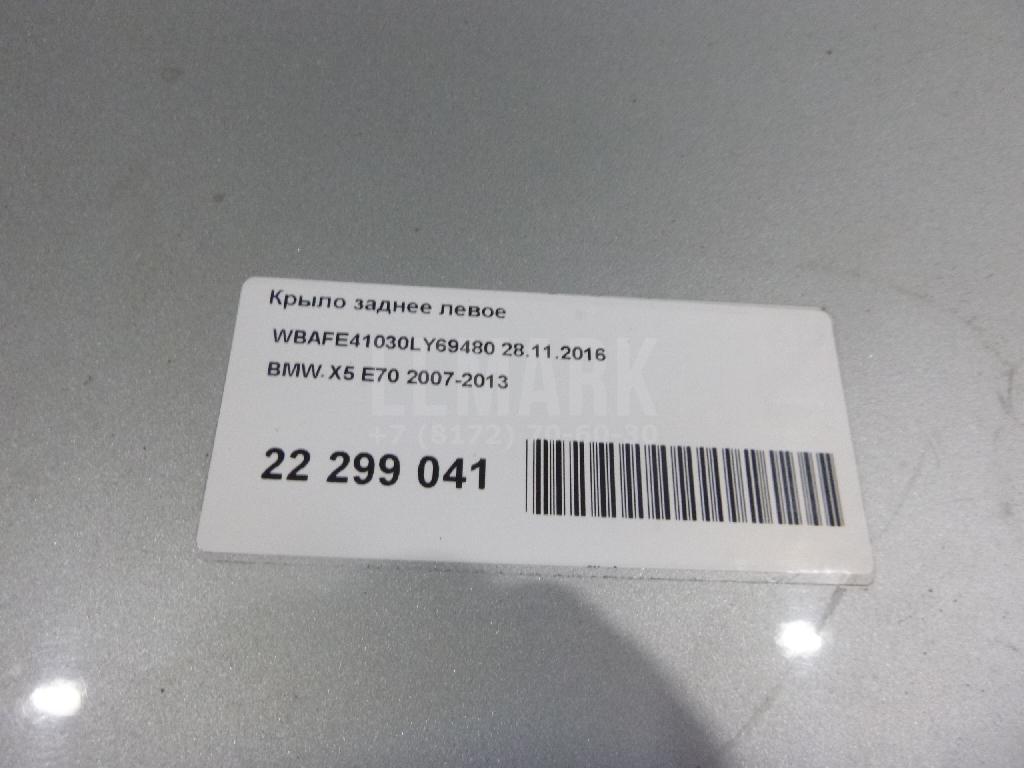 Крыло заднее левое
WBAFE41030LY69480 28.11.2016
BMW X5 E70 2007-2013
LEMARK
+7 (8172) 70-60-30
22 299 041